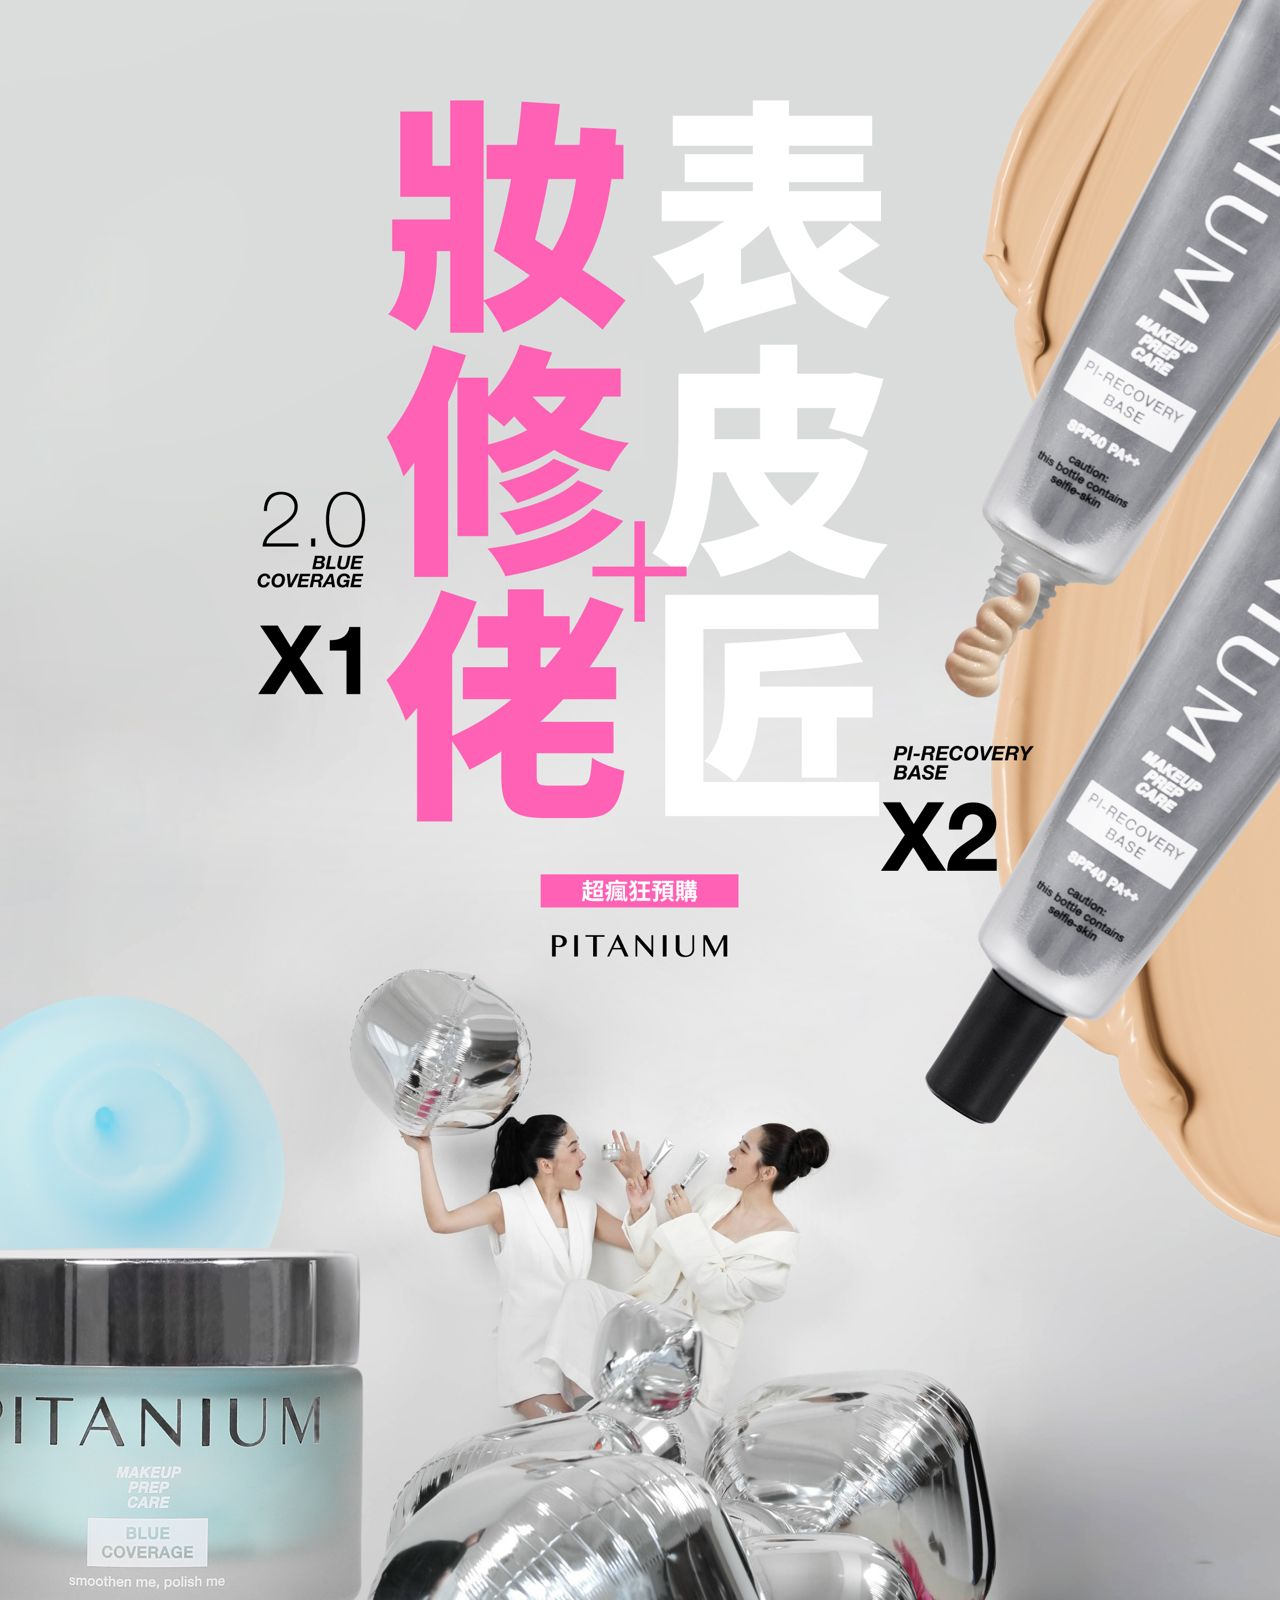 表皮匠
+
妝修佬
2.0
BLUE
COVERAGE
X1
PI-RECOVERY
BASE
X2
超瘋狂預購
PITANIUM
NIUM
MAKEUP
PREP
CARE
PI-RECOVERY
BASE
SPF40 PA++
caution:
this bottle contains
selfie-skin
NIUM
MAKEUP
PREP
CARE
PI-RECOVERY
BASE
SPF40 PA++
caution:
this bottle contains
selfie-skin
PITANIUM
MAKEUP
PREP
CARE
BLUE
COVERAGE
smoothen me, polish me